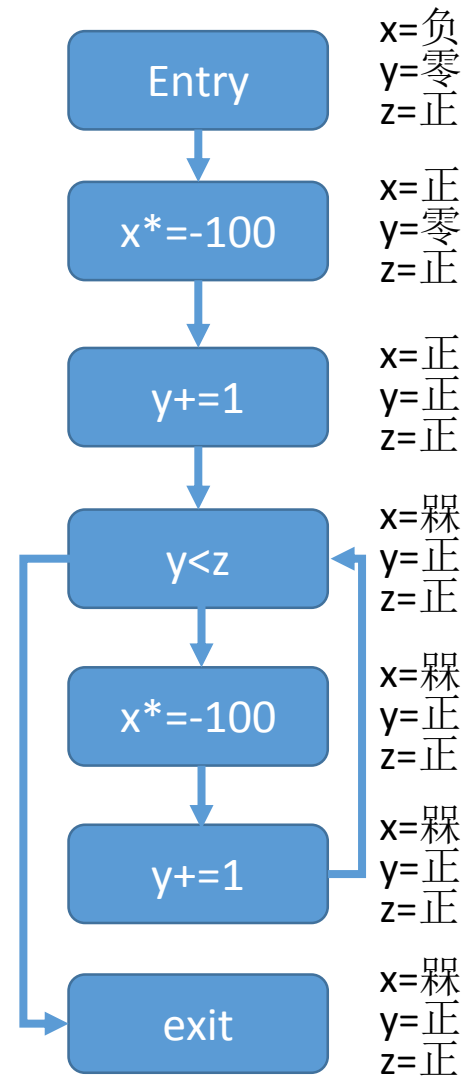 Entry
x=负
y=零
z=正
x*=-100
x=正
y=零
z=正
y+=1
x=正
y=正
z=正
y<z
x=槑
y=正
z=正
x*=-100
x=槑
y=正
z=正
y+=1
x=槑
y=正
z=正
exit
x=槑
y=正
z=正